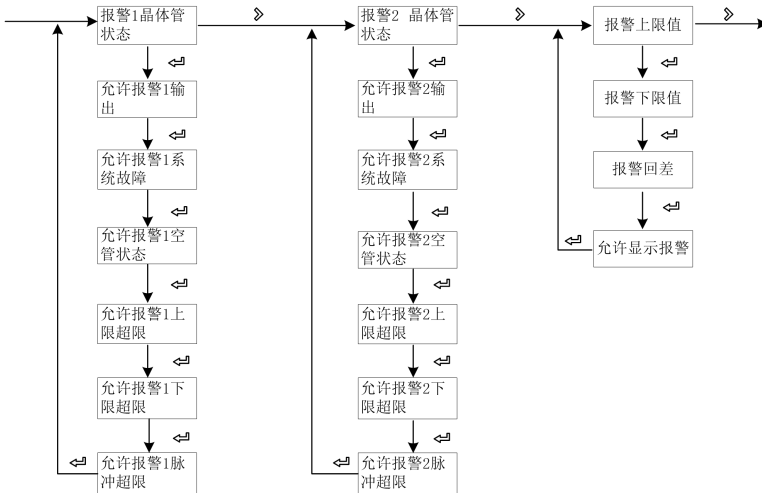 报警1晶体管
状态
允许报警1输
出
允许报警1系
统故障
允许报警1空
管状态
允许报警1上
限超限
允许报警1下
限超限
允许报警1脉
冲超限
报警2 晶体管
状态
允许报警2输
出
允许报警2系
统故障
允许报警2空
管状态
允许报警2上
限超限
允许报警2下
限超限
允许报警2脉
冲超限
报警上限值
报警下限值
报警回差
允许显示报警